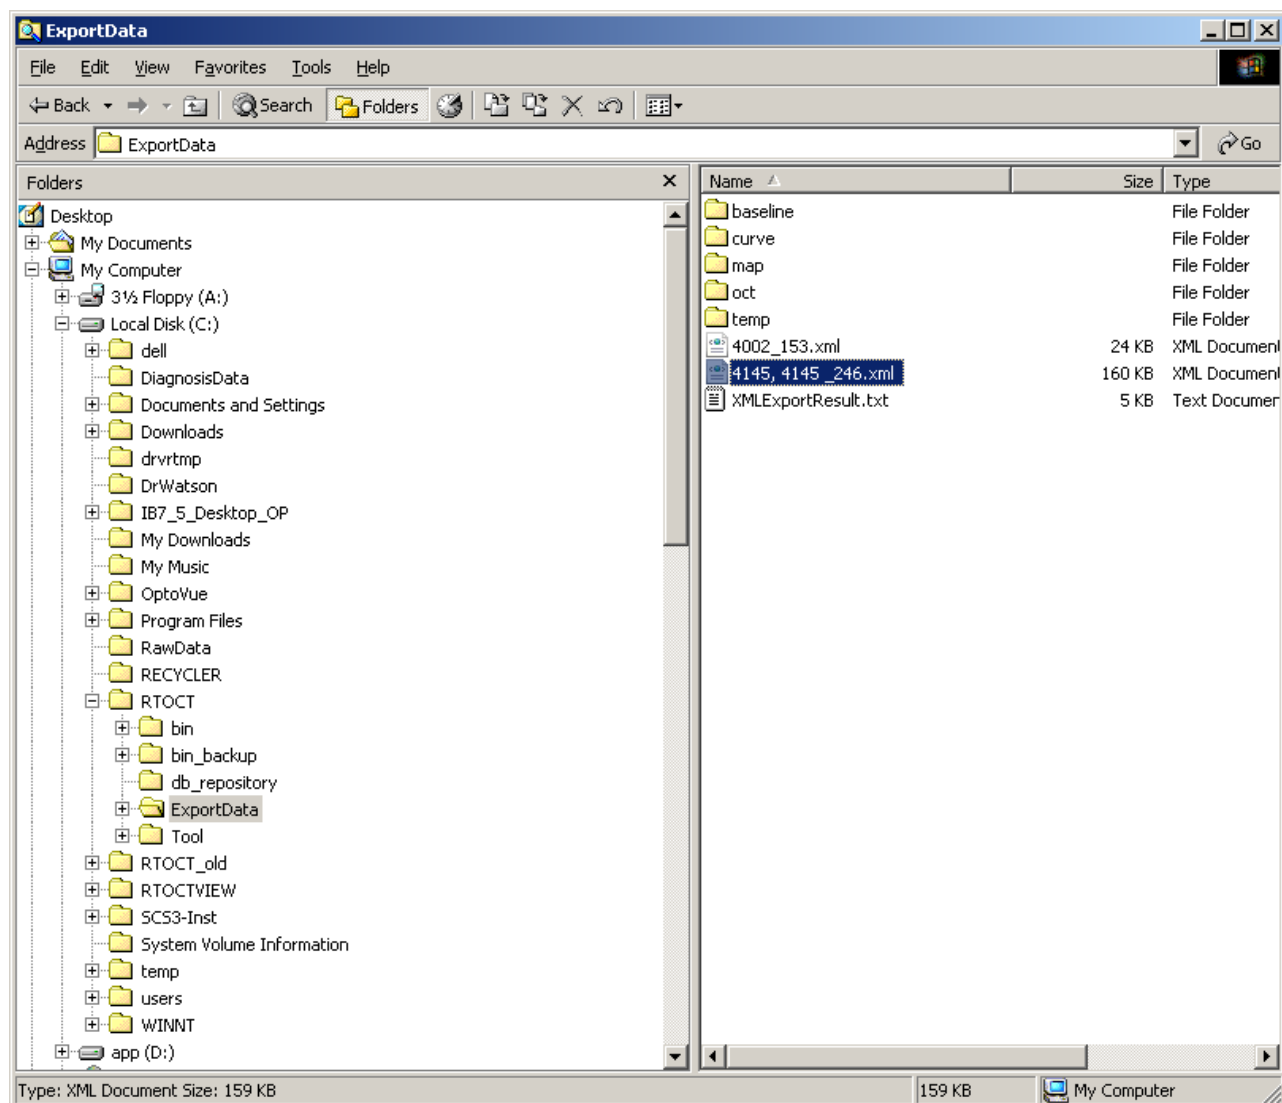 ExportData
File Edit View Favorites Tools Help
Back Search Folders
Address ExportData Go
Folders x
Name Size Type
Desktop
My Documents
My Computer
3½ Floppy (A:)
Local Disk (C:)
dell
DiagnosisData
Documents and Settings
Downloads
drvrtmp
DrWatson
IB7_5_Desktop_OP
My Downloads
My Music
OptoVue
Program Files
RawData
RECYCLER
RTOCT
bin
bin_backup
db_repository
ExportData
Tool
RTOCT_old
RTOCTVIEW
SCS3-Inst
System Volume Information
temp
users
WINNT
app (D:)
baseline File Folder
curve File Folder
map File Folder
oct File Folder
temp File Folder
4002_153.xml 24 KB XML Document
4145, 4145 _246.xml 160 KB XML Document
XMLExportResult.txt 5 KB Text Documen
Type: XML Document Size: 159 KB 159 KB My Computer